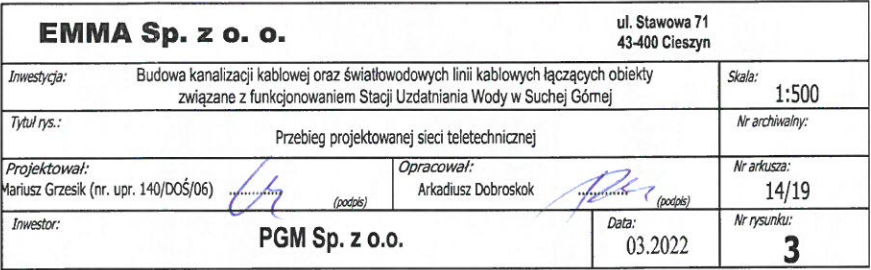 EMMA Sp. z o. o.
ul. Stawowa 71
43-400 Cieszyn
Inwestycja:
Budowa kanalizacji kablowej oraz światłowodowych linii kablowych łączących obiekty
związane z funkcjonowaniem Stacji Uzdatniania Wody w Suchej Górnej
Skala:
1:500
Tytuł rys.:
Przebieg projektowanej sieci teletechnicznej
Nr archiwalny:
Projektował:
Mariusz Grzesik (nr. upr. 140/DOŚ/06) ..............
(podpis)
Opracował:
Arkadiusz Dobroskok ..............
(podpis)
Nr arkusza:
14/19
Inwestor:
PGM Sp. z o.o.
Data:
03.2022
Nr rysunku:
3